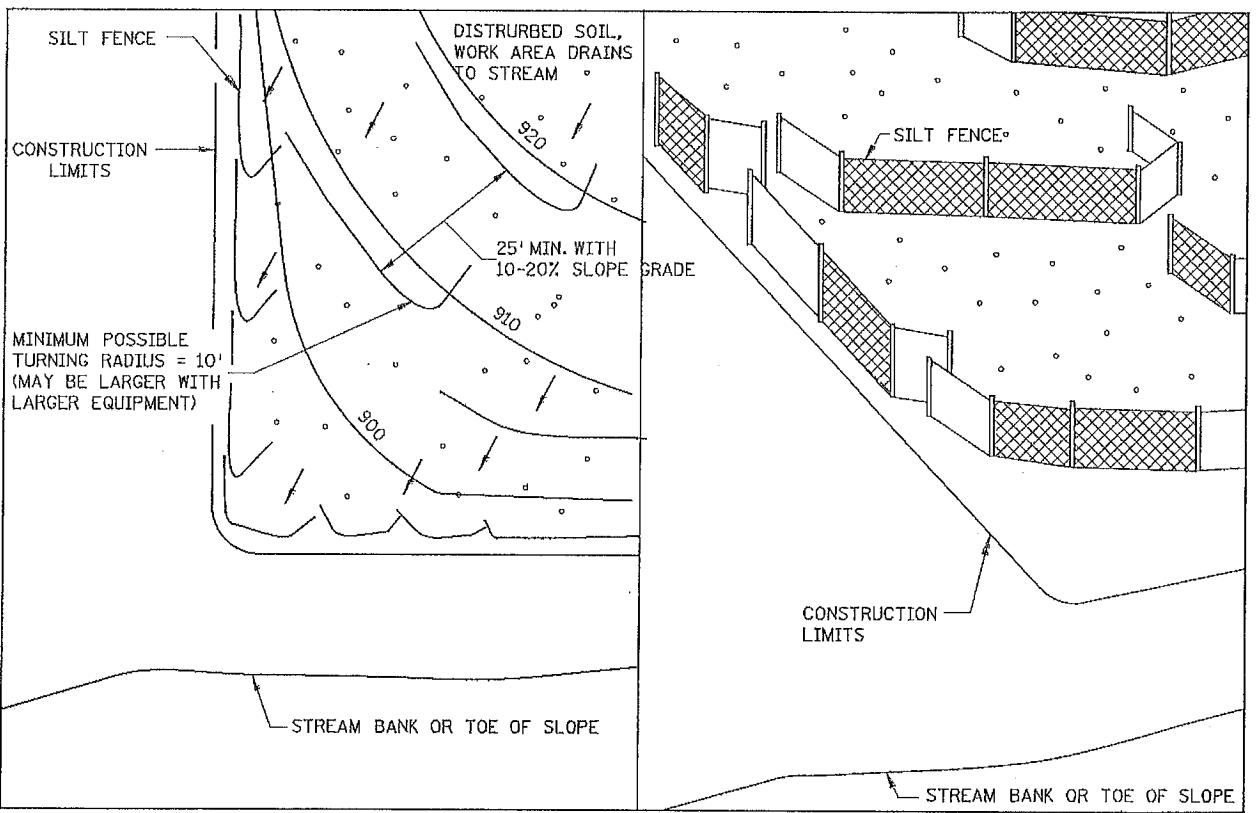 SILT FENCE
DISTRURBED SOIL,
WORK AREA DRAINS
TO STREAM
CONSTRUCTION
LIMITS
920
25' MIN. WITH
10-20% SLOPE GRADE
910
MINIMUM POSSIBLE
TURNING RADIUS = 10'
(MAY BE LARGER WITH
LARGER EQUIPMENT)
900
STREAM BANK OR TOE OF SLOPE
SILT FENCE
CONSTRUCTION
LIMITS
STREAM BANK OR TOE OF SLOPE